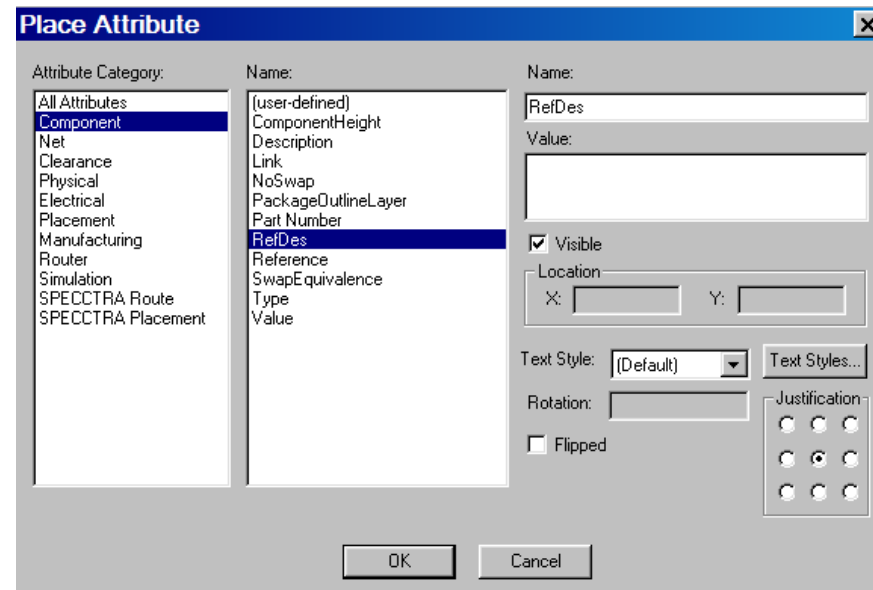 Place Attribute
Attribute Category:
All Attributes
Component
Net
Clearance
Physical
Electrical
Placement
Manufacturing
Router
Simulation
SPECCTRA Route
SPECCTRA Placement
Name:
(user-defined)
ComponentHeight
Description
Link
NoSwap
PackageOutlineLayer
Part Number
RefDes
Reference
SwapEquivalence
Type
Value
Name:
RefDes
Value:
Visible
Location
X:
Y:
Text Style:
(Default)
Text Styles...
Rotation:
Flipped
Justification
OK
Cancel